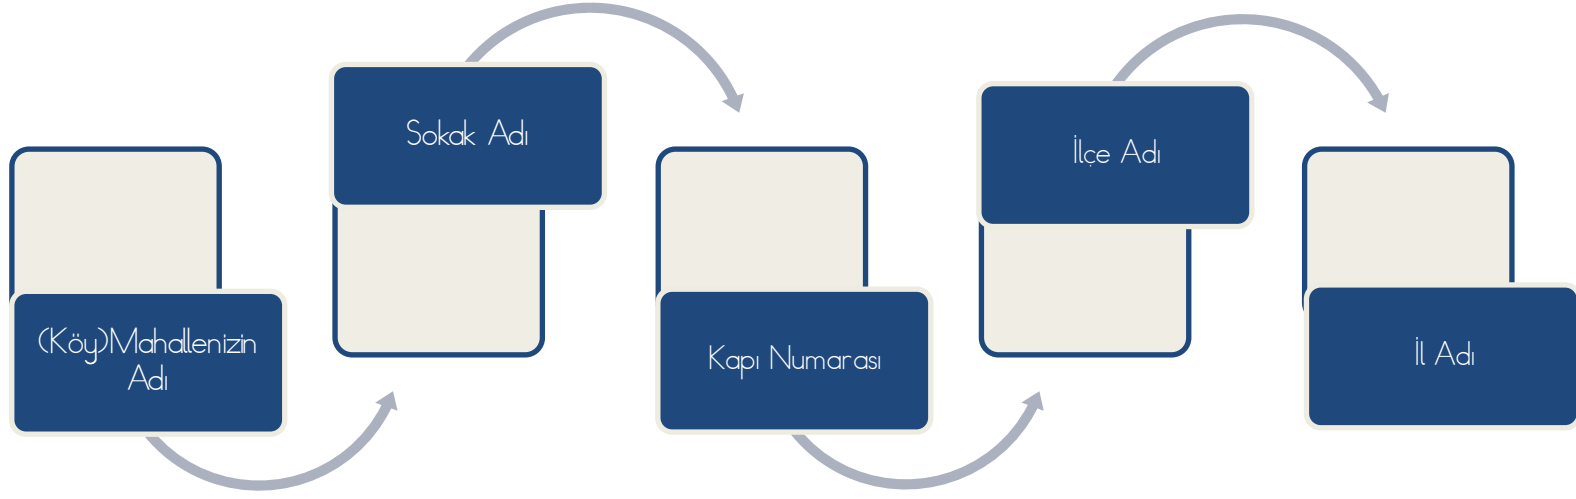 (Köy)Mahallenizin
Adı
Sokak Adı
Kapı Numarası
İlçe Adı
İl Adı